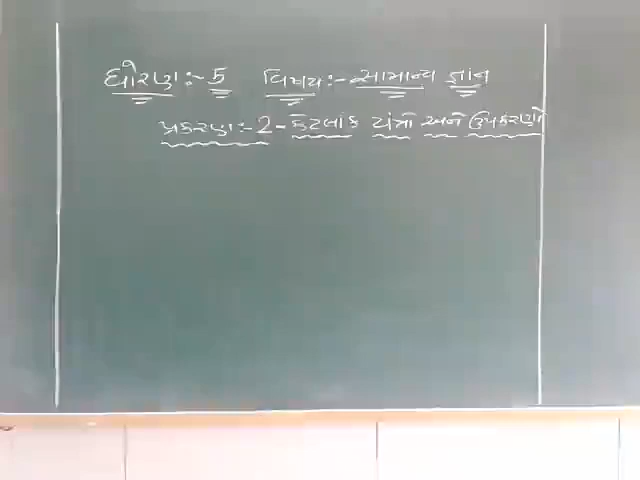 ધોરણ :- 5 વિષય :- સામાન્ય જ્ઞાન
પ્રકરણ :- 2 - કેટલાંક યંત્રો અને ઉપકરણો